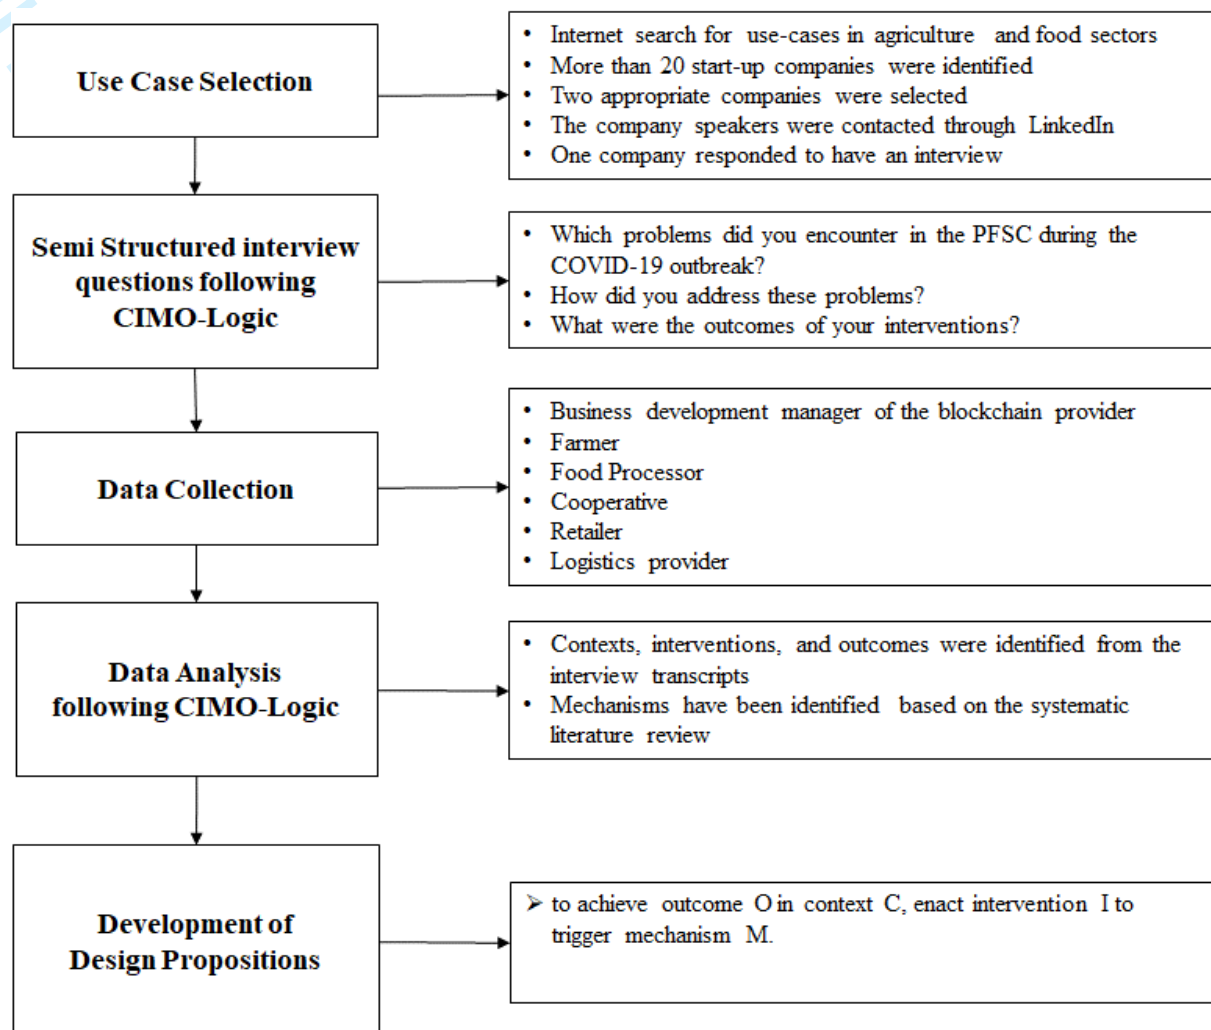 Use Case Selection
• Internet search for use-cases in agriculture and food sectors
• More than 20 start-up companies were identified
• Two appropriate companies were selected
• The company speakers were contacted through LinkedIn
• One company responded to have an interview
Semi Structured interview
questions following
CIMO-Logic
• Which problems did you encounter in the PFSC during the
COVID-19 outbreak?
• How did you address these problems?
• What were the outcomes of your interventions?
Data Collection
• Business development manager of the blockchain provider
• Farmer
• Food Processor
• Cooperative
• Retailer
• Logistics provider
Data Analysis
following CIMO-Logic
• Contexts, interventions, and outcomes were identified from the
interview transcripts
• Mechanisms have been identified based on the systematic
literature review
Development of
Design Propositions
➢ to achieve outcome O in context C, enact intervention I to
trigger mechanism M.